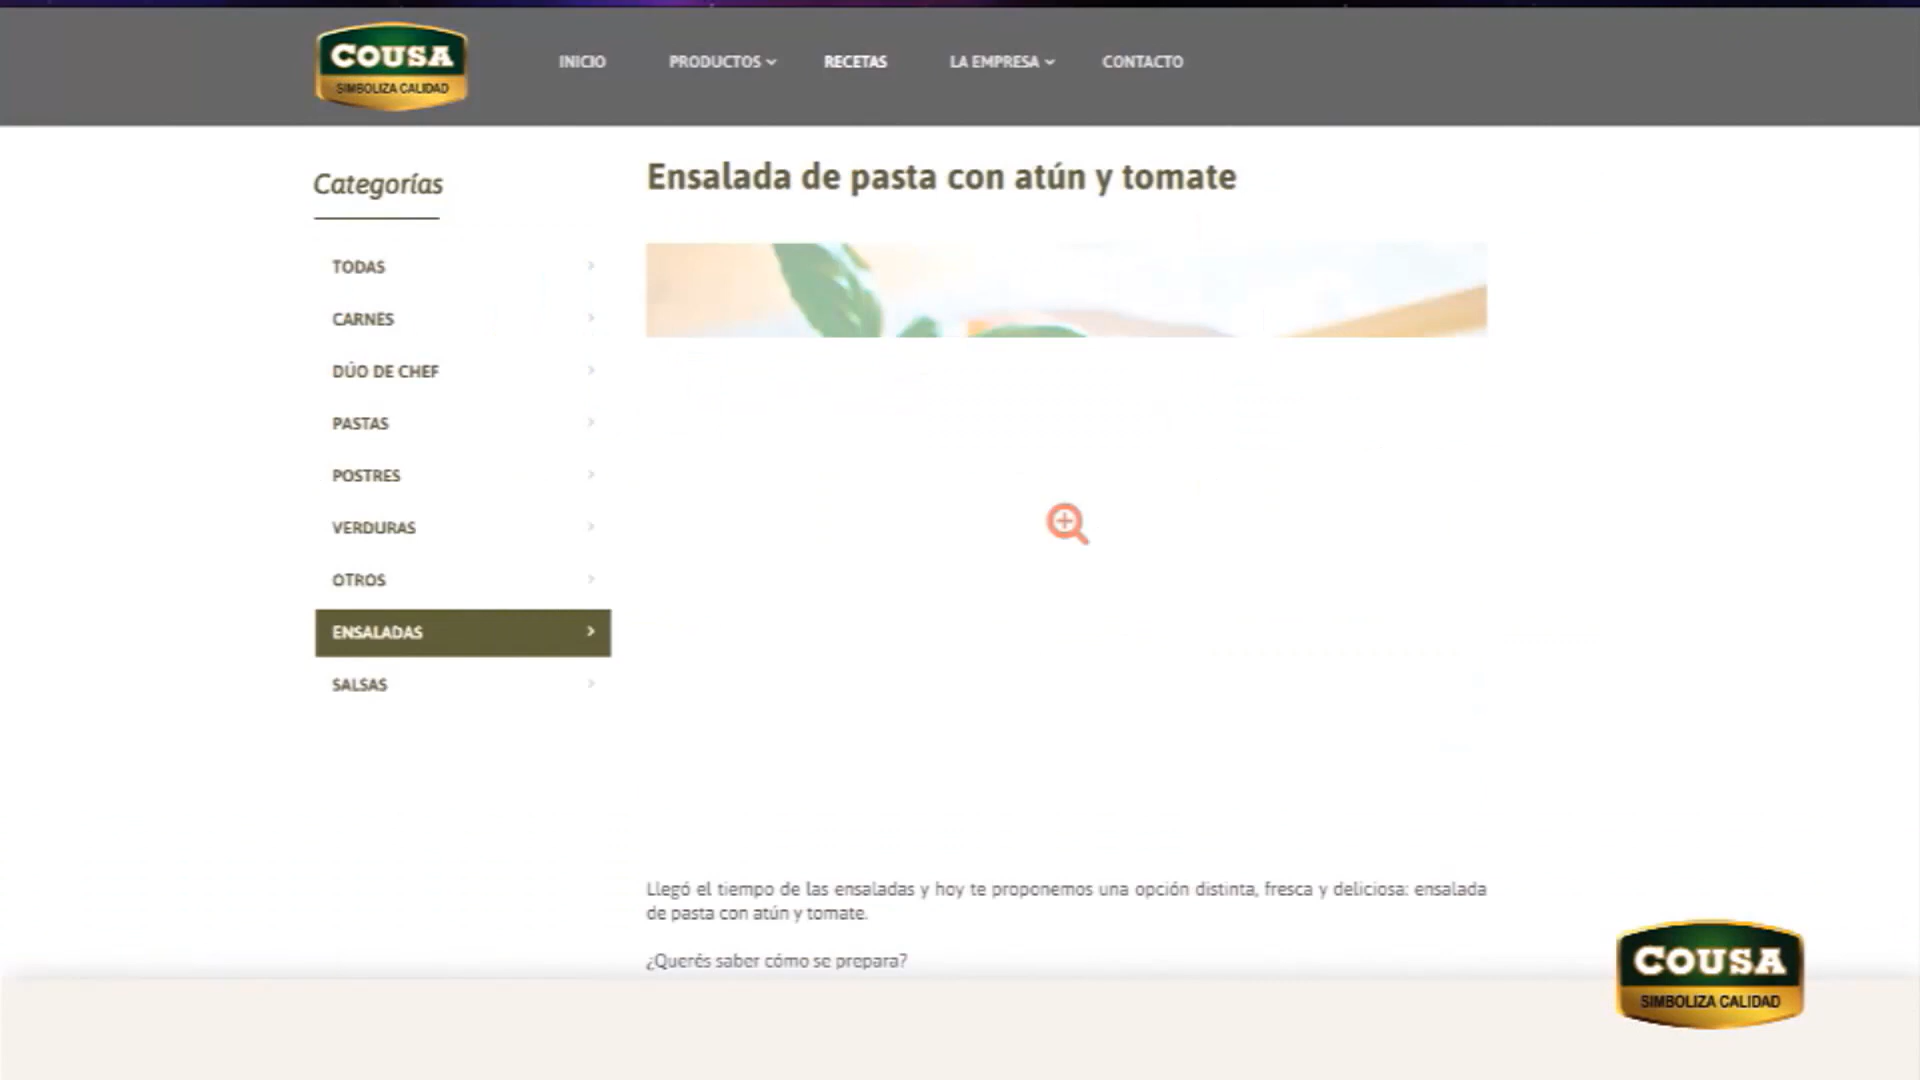 COUSA
SIMBOLIZA CALIDAD
INICIO
PRODUCTOS
RECETAS
LA EMPRESA
CONTACTO
Categorías
TODAS
CARNES
DÚO DE CHEF
PASTAS
POSTRES
VERDURAS
OTROS
ENSALADAS
SALSAS
Ensalada de pasta con atún y tomate
Llegó el tiempo de las ensaladas y hoy te proponemos una opción distinta, fresca y deliciosa: ensalada
de pasta con atún y tomate.
¿Querés saber cómo se prepara?
COUSA
SIMBOLIZA CALIDAD